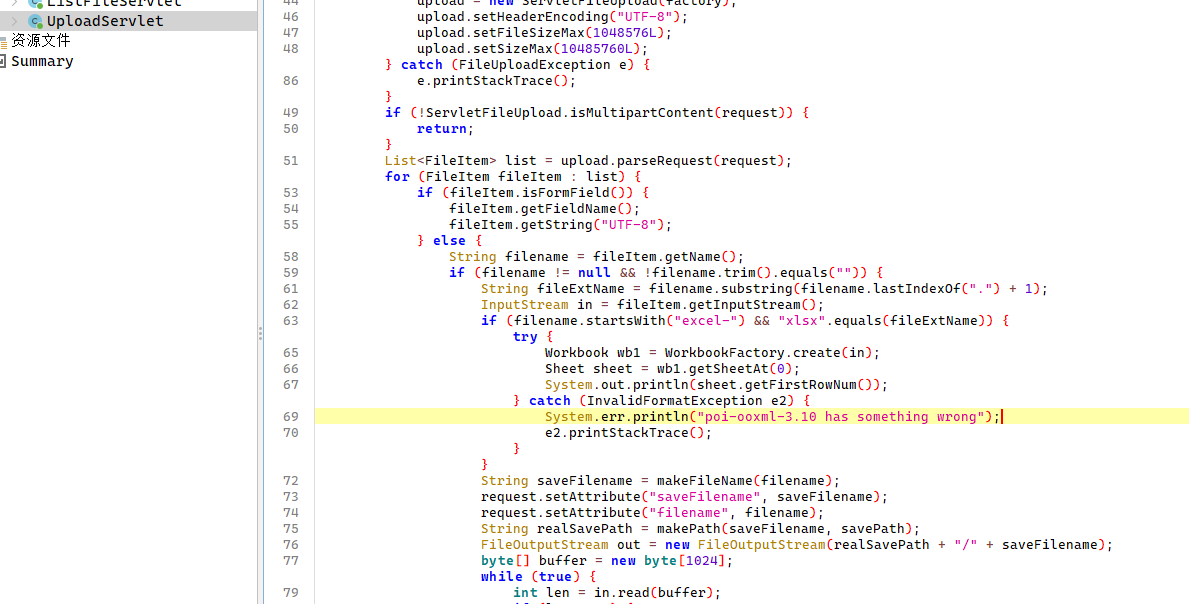 ListFileServlet
UploadServlet
资源文件
Summary
44 upload = new ServletFileUpload(factory);
46 upload.setHeaderEncoding("UTF-8");
47 upload.setFileSizeMax(1048576L);
48 upload.setSizeMax(10485760L);
} catch (FileUploadException e) {
86 e.printStackTrace();
}
49 if (!ServletFileUpload.isMultipartContent(request)) {
50 return;
}
51 List<FileItem> list = upload.parseRequest(request);
for (FileItem fileItem : list) {
53 if (fileItem.isFormField()) {
54 fileItem.getFieldName();
55 fileItem.getString("UTF-8");
} else {
58 String filename = fileItem.getName();
59 if (filename != null && !filename.trim().equals("")) {
61 String fileExtName = filename.substring(filename.lastIndexOf(".") + 1);
62 InputStream in = fileItem.getInputStream();
63 if (filename.startsWith("excel-") && "xlsx".equals(fileExtName)) {
try {
65 Workbook wb1 = WorkbookFactory.create(in);
66 Sheet sheet = wb1.getSheetAt(0);
67 System.out.println(sheet.getFirstRowNum());
} catch (InvalidFormatException e2) {
69 System.err.println("poi-ooxml-3.10 has something wrong");
70 e2.printStackTrace();
}
}
72 String saveFilename = makeFileName(filename);
73 request.setAttribute("saveFilename", saveFilename);
74 request.setAttribute("filename", filename);
75 String realSavePath = makePath(saveFilename, savePath);
76 FileOutputStream out = new FileOutputStream(realSavePath + "/" + saveFilename);
77 byte[] buffer = new byte[1024];
while (true) {
79 int len = in.read(buffer);